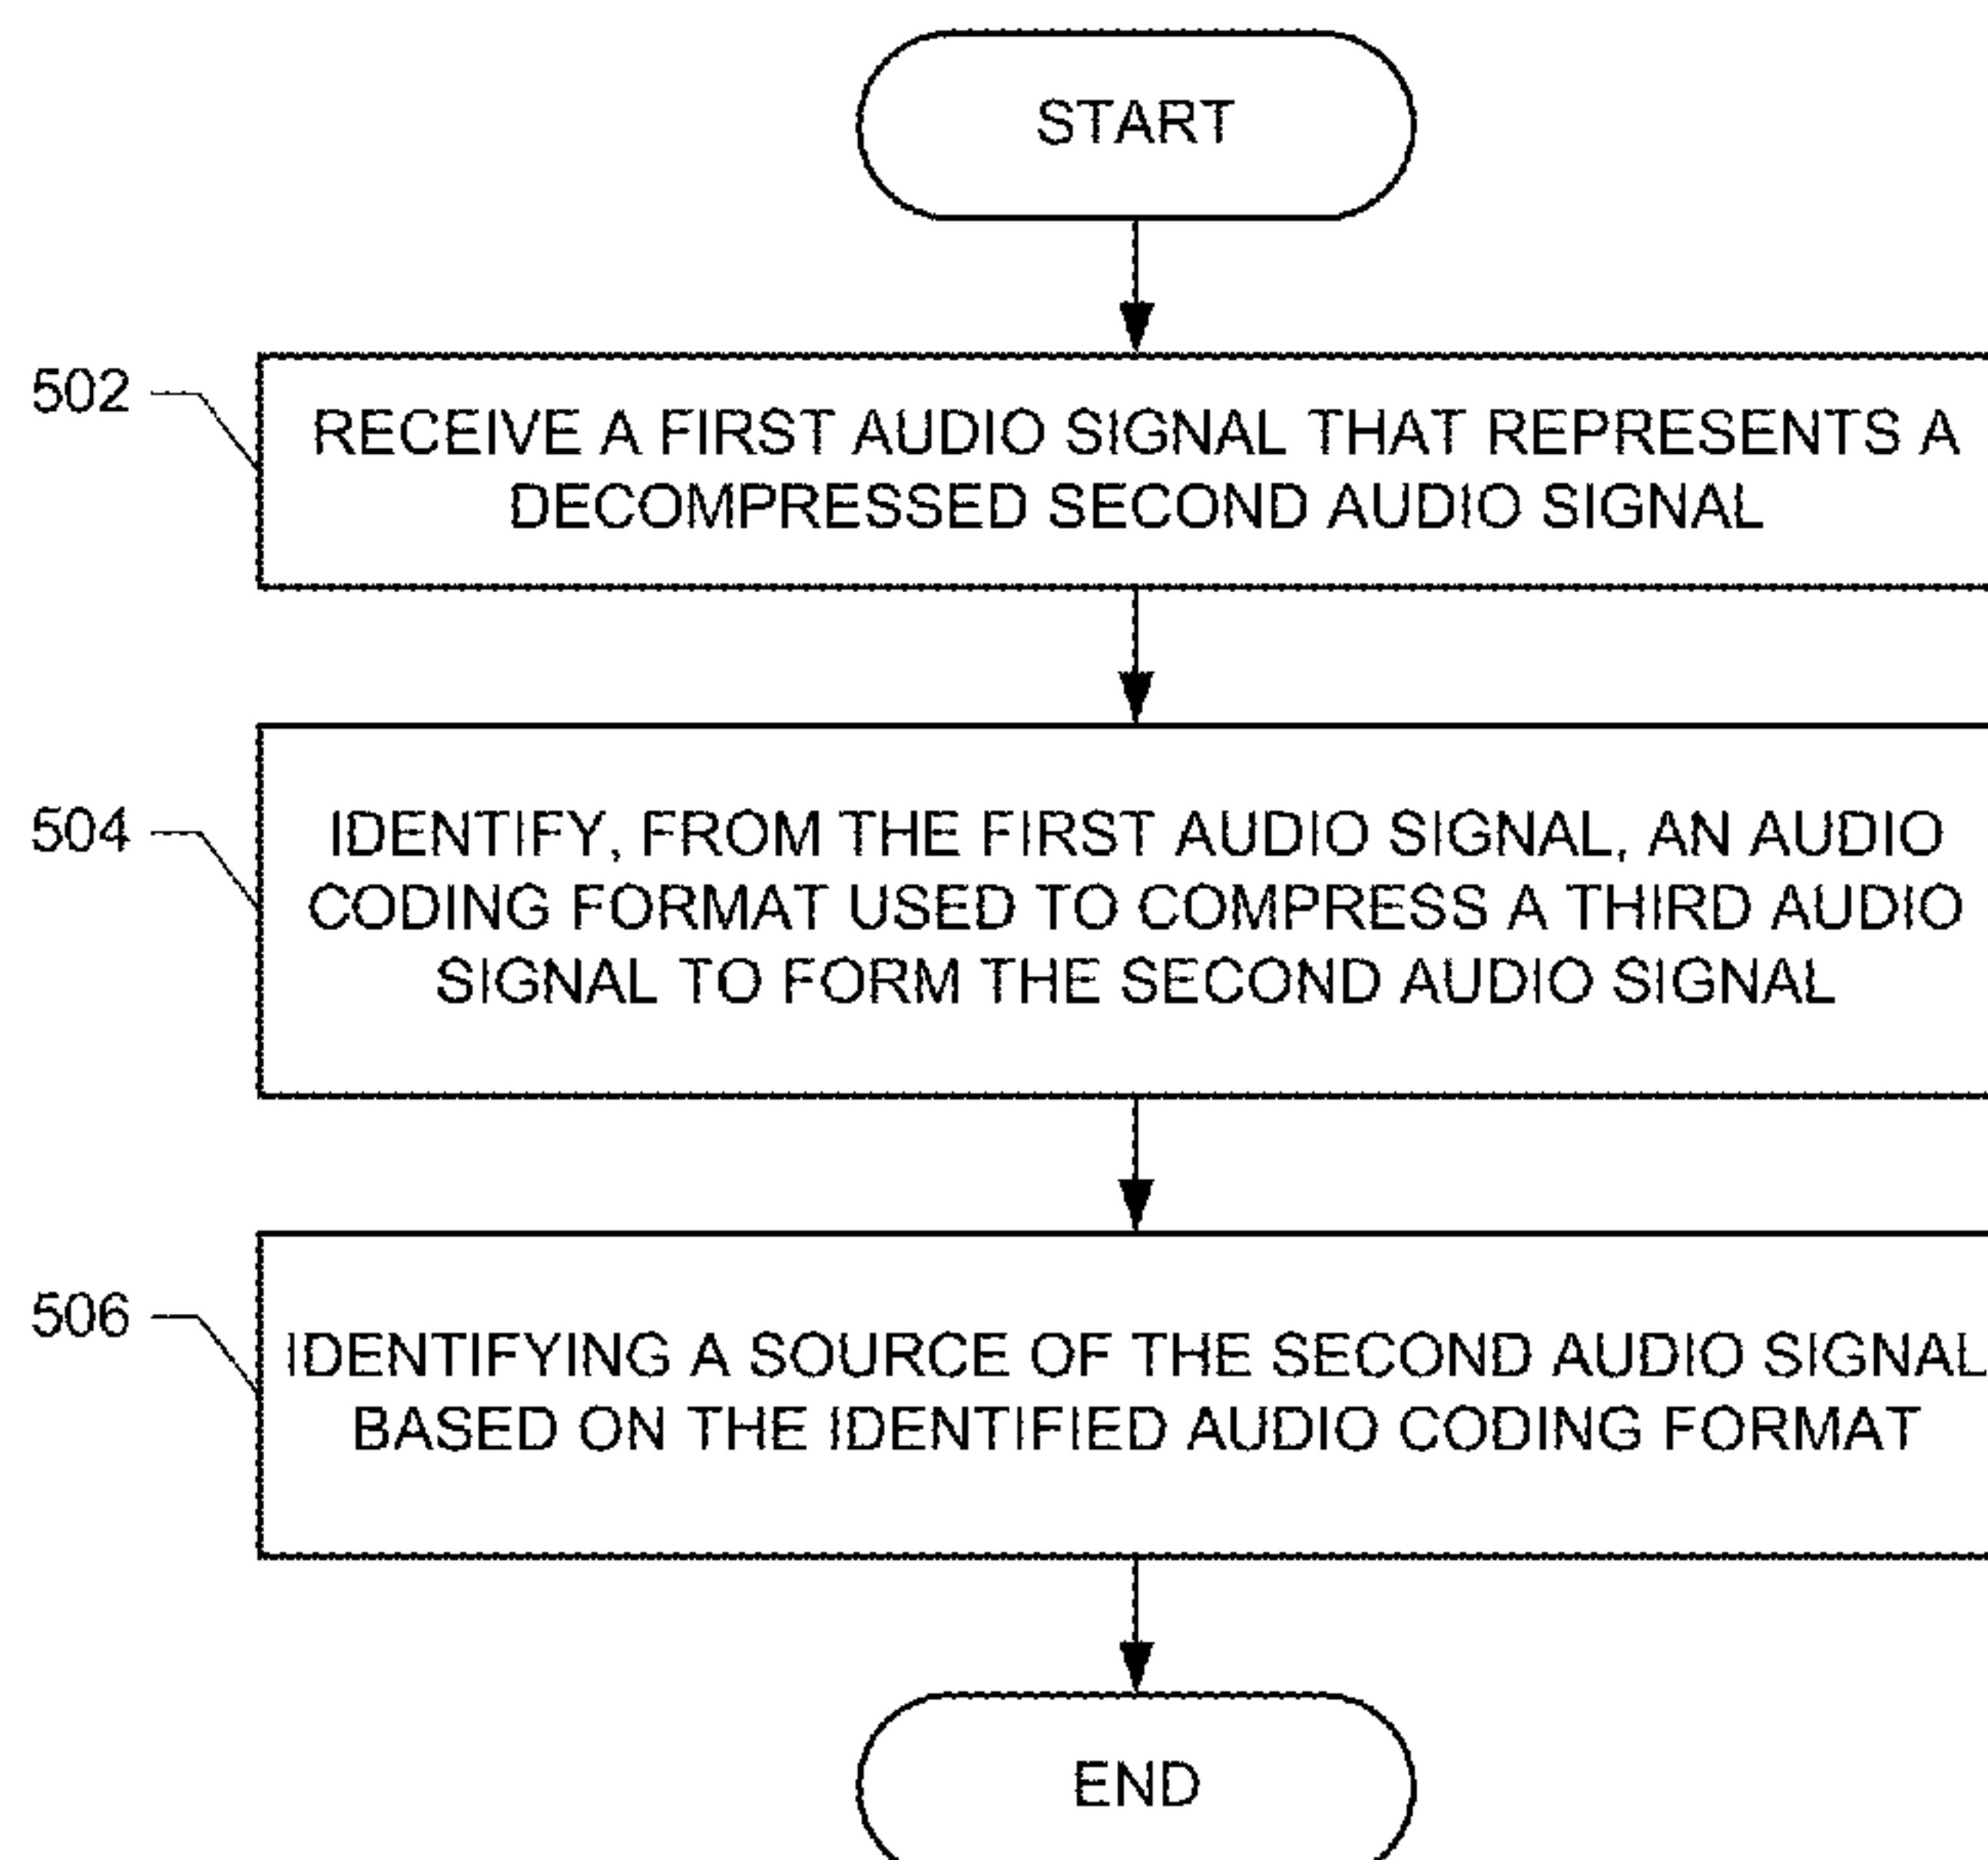 START
502
RECEIVE A FIRST AUDIO SIGNAL THAT REPRESENTS A
DECOMPRESSED SECOND AUDIO SIGNAL
504
IDENTIFY, FROM THE FIRST AUDIO SIGNAL, AN AUDIO
CODING FORMAT USED TO COMPRESS A THIRD AUDIO
SIGNAL TO FORM THE SECOND AUDIO SIGNAL
506
IDENTIFYING A SOURCE OF THE SECOND AUDIO SIGNAL
BASED ON THE IDENTIFIED AUDIO CODING FORMAT
END